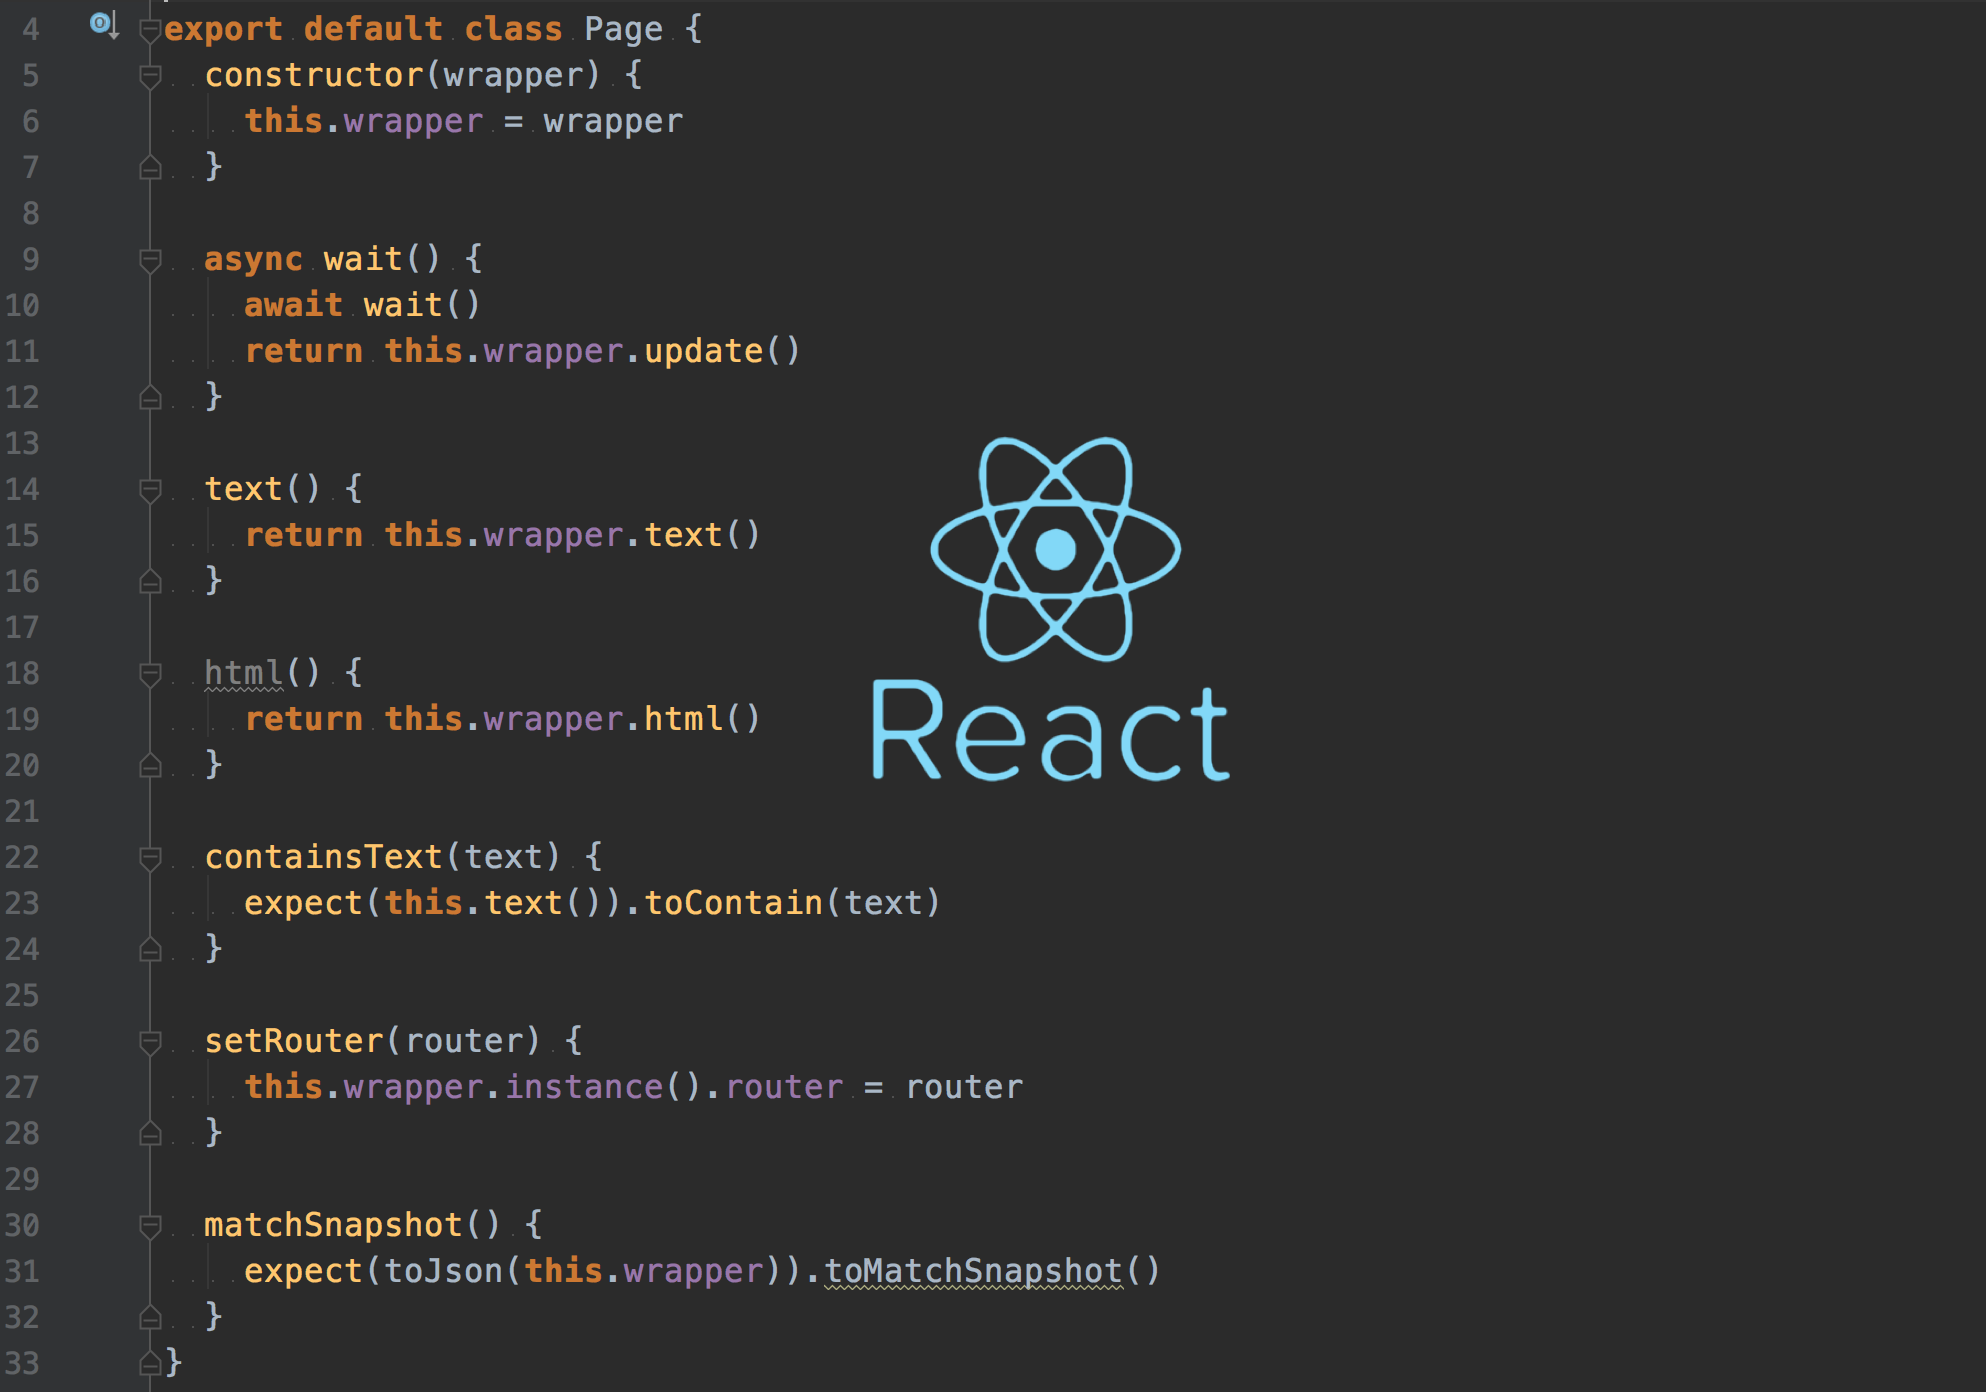 4 export default class Page {
5   constructor(wrapper) {
6     this.wrapper = wrapper
7   }
8
9   async wait() {
10     await wait()
11     return this.wrapper.update()
12   }
13
14   text() {
15     return this.wrapper.text()
16   }
17
18   html() {
19     return this.wrapper.html()
20   }
21
22   containsText(text) {
23     expect(this.text()).toContain(text)
24   }
25
26   setRouter(router) {
27     this.wrapper.instance().router = router
28   }
29
30   matchSnapshot() {
31     expect(toJson(this.wrapper)).toMatchSnapshot()
32   }
33 }
React